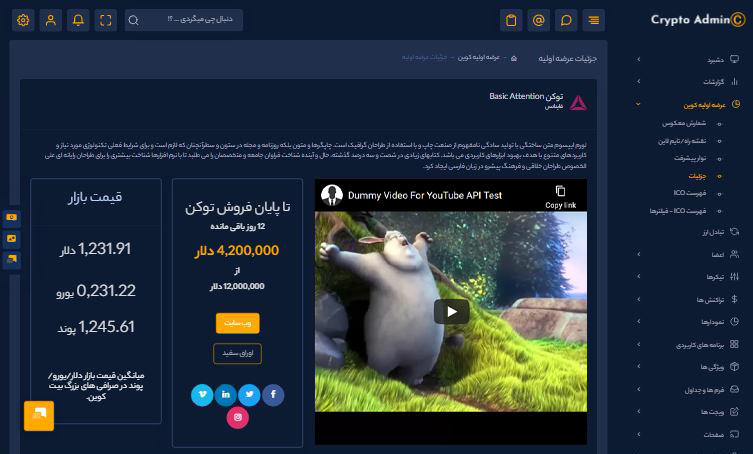 Crypto Admin
دنبال چی میگردی ... ؟!
داشبرد
گزارشات
عرضه اولیه کوین
شمارش معکوس
نقشه راه/تایم لاین
نوار پیشرفت
جزئیات
فهرست ICO
فهرست ICO - فیلترها
تبادل ارز
اعضا
تیکرها
تراکنش ها
نمودارها
برنامه های کاربردی
ویژگی ها
فرم ها و جداول
ویجت ها
صفحات
جزئیات عرضه اولیه
عرضه اولیه کوین - جزئیات عرضه اولیه
توکن Basic Attention
لورم ایپسوم متن ساختگی با تولید سادگی نامفهوم از صنعت چاپ و با استفاده از طراحان گرافیک است. چاپگرها و متون بلکه روزنامه و مجله در ستون و سطرآنچنان که لازم است و برای شرایط فعلی تکنولوژی مورد نیاز و
کاربردهای متنوع با هدف بهبود ابزارهای کاربردی می باشد. کتابهای زیادی در شصت و سه درصد گذشته، حال و آینده شناخت فراوان جامعه و متخصصان را می طلبد تا با نرم افزارها شناخت بیشتری را برای طراحان رایانه ای علی
الخصوص طراحان خلاقی و فرهنگ پیشرو در زبان فارسی ایجاد کرد.
Dummy Video For YouTube API Test
Copy link
تا پایان فروش توکن
12 روز باقی مانده
4,200,000 دلار
از
12,000,000 دلار
وب سایت
اوراق سفید
قیمت بازار
1,231.91 دلار
0,231.22 یورو
1,245.61 پوند
میانگین قیمت بازار دلار/یورو/
پوند در صرافی های بزرگ بیت
کوین.